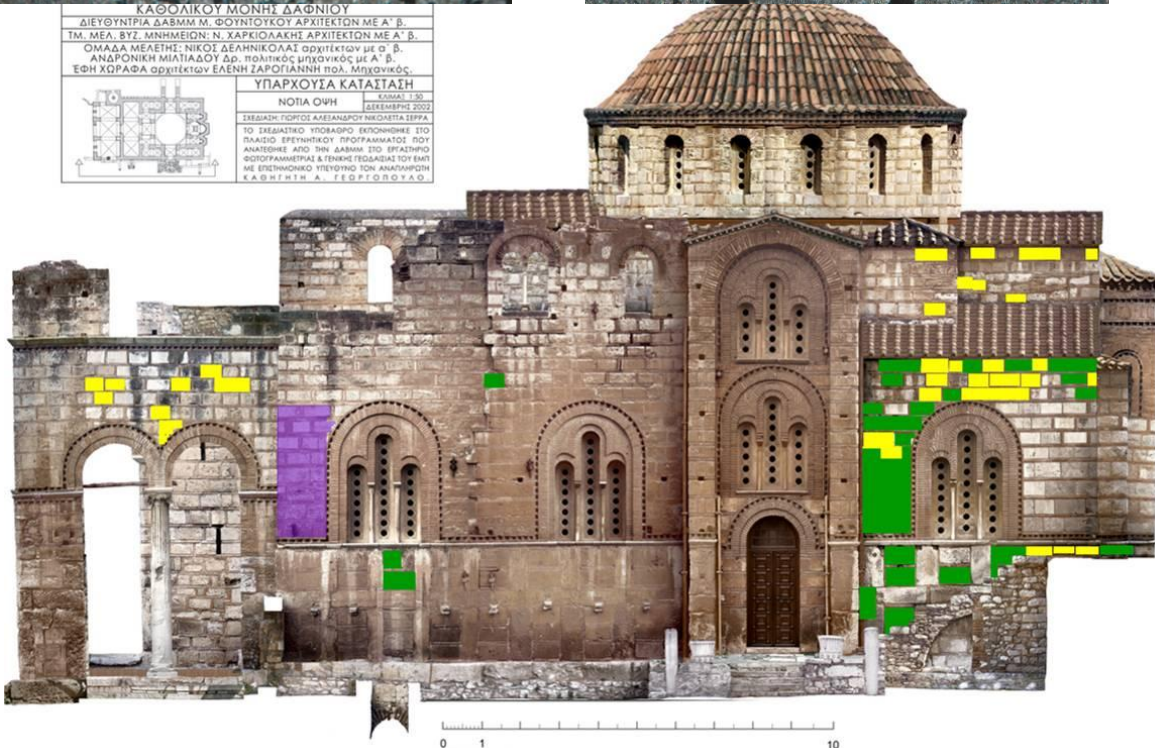 ΚΑΘΟΛΙΚΟΥ ΜΟΝΗΣ ΔΑΦΝΙΟΥ
ΔΙΕΥΘΥΝΤΡΙΑ ΔΑΒΜΜ Μ. ΦΟΥΝΤΟΥΚΟΥ ΑΡΧΙΤΕΚΤΩΝ ΜΕ Α' β.
ΤΜ. ΜΕΛ. ΒΥΖ. ΜΝΗΜΕΙΩΝ: Ν. ΧΑΡΚΙΟΛΑΚΗΣ ΑΡΧΙΤΕΚΤΩΝ ΜΕ Α' β.
ΟΜΑΔΑ ΜΕΛΕΤΗΣ: ΝΙΚΟΣ ΔΕΛΗΝΙΚΟΛΑΣ αρχιτέκτων με α' β.
ΑΝΔΡΟΝΙΚΗ ΜΙΛΤΙΑΔΟΥ Δρ. πολιτικός μηχανικός με Α' β.
ΈΦΗ ΧΩΡΑΦΑ αρχιτέκτων ΕΛΕΝΗ ΖΑΡΟΓΙΑΝΝΗ πολ. Μηχανικός.
ΥΠΑΡΧΟΥΣΑ ΚΑΤΑΣΤΑΣΗ
ΝΟΤΙΑ ΟΨΗ
ΚΛΙΜΑΞ 1:50
ΔΕΚΕΜΒΡΗΣ 2002
ΣΧΕΔΙΑΣΗ: ΓΙΩΡΓΟΣ ΑΛΕΞΑΝΔΡΟΥ ΝΙΚΟΛΕΤΤΑ ΣΕΡΡΑ
ΤΟ ΣΧΕΔΙΑΣΤΙΚΟ ΥΠΟΒΑΘΡΟ ΕΚΠΟΝΗΘΗΚΕ ΣΤΟ
ΠΛΑΙΣΙΟ ΕΡΕΥΝΗΤΙΚΟΥ ΠΡΟΓΡΑΜΜΑΤΟΣ ΠΟΥ
ΑΝΑΤΕΘΗΚΕ ΑΠΟ ΤΗΝ ΔΑΒΜΜ ΣΤΟ ΕΡΓΑΣΤΗΡΙΟ
ΦΩΤΟΓΡΑΜΜΕΤΡΙΑΣ & ΓΕΝΙΚΗΣ ΓΕΩΔΑΙΣΙΑΣ ΤΟΥ ΕΜΠ
ΜΕ ΕΠΙΣΤΗΜΟΝΙΚΟ ΥΠΕΥΘΥΝΟ ΤΟΝ ΑΝΑΠΛΗΡΩΤΗ
ΚΑΘΗΓΗΤΗ Α. ΓΕΩΡΓΟΠΟΥΛΟ.
0 1 10